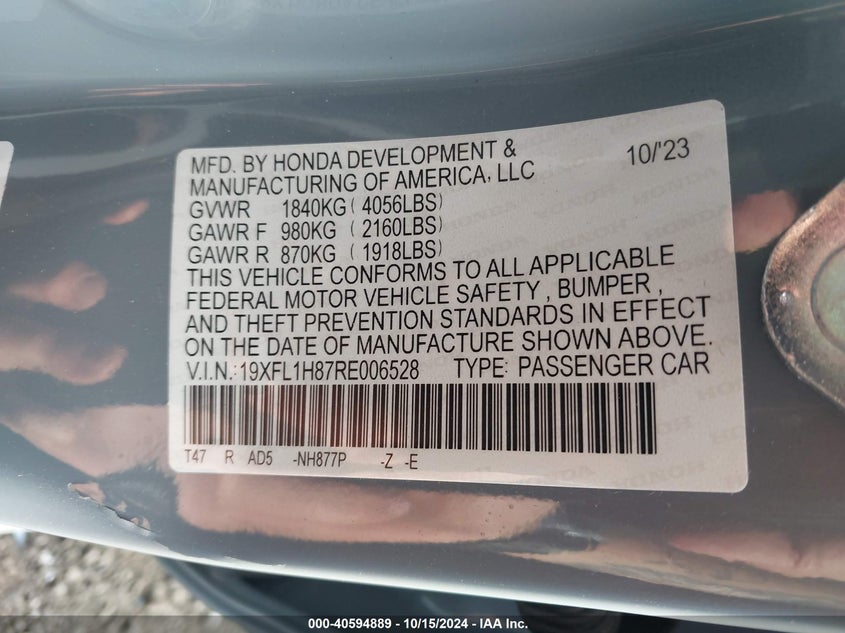 MFD. BY HONDA DEVELOPMENT & 10/'23
MANUFACTURING OF AMERICA, LLC
GVWR 1840KG ( 4056LBS)
GAWR F 980KG ( 2160LBS)
GAWR R 870KG ( 1918LBS)
THIS VEHICLE CONFORMS TO ALL APPLICABLE
FEDERAL MOTOR VEHICLE SAFETY , BUMPER ,
AND THEFT PREVENTION STANDARDS IN EFFECT
ON THE DATE OF MANUFACTURE SHOWN ABOVE.
V.I.N.: 19XFL1H87RE006528 TYPE: PASSENGER CAR
T47 R AD5 -NH877P -Z -E
000-40594889 - 10/15/2024 - IAA Inc.